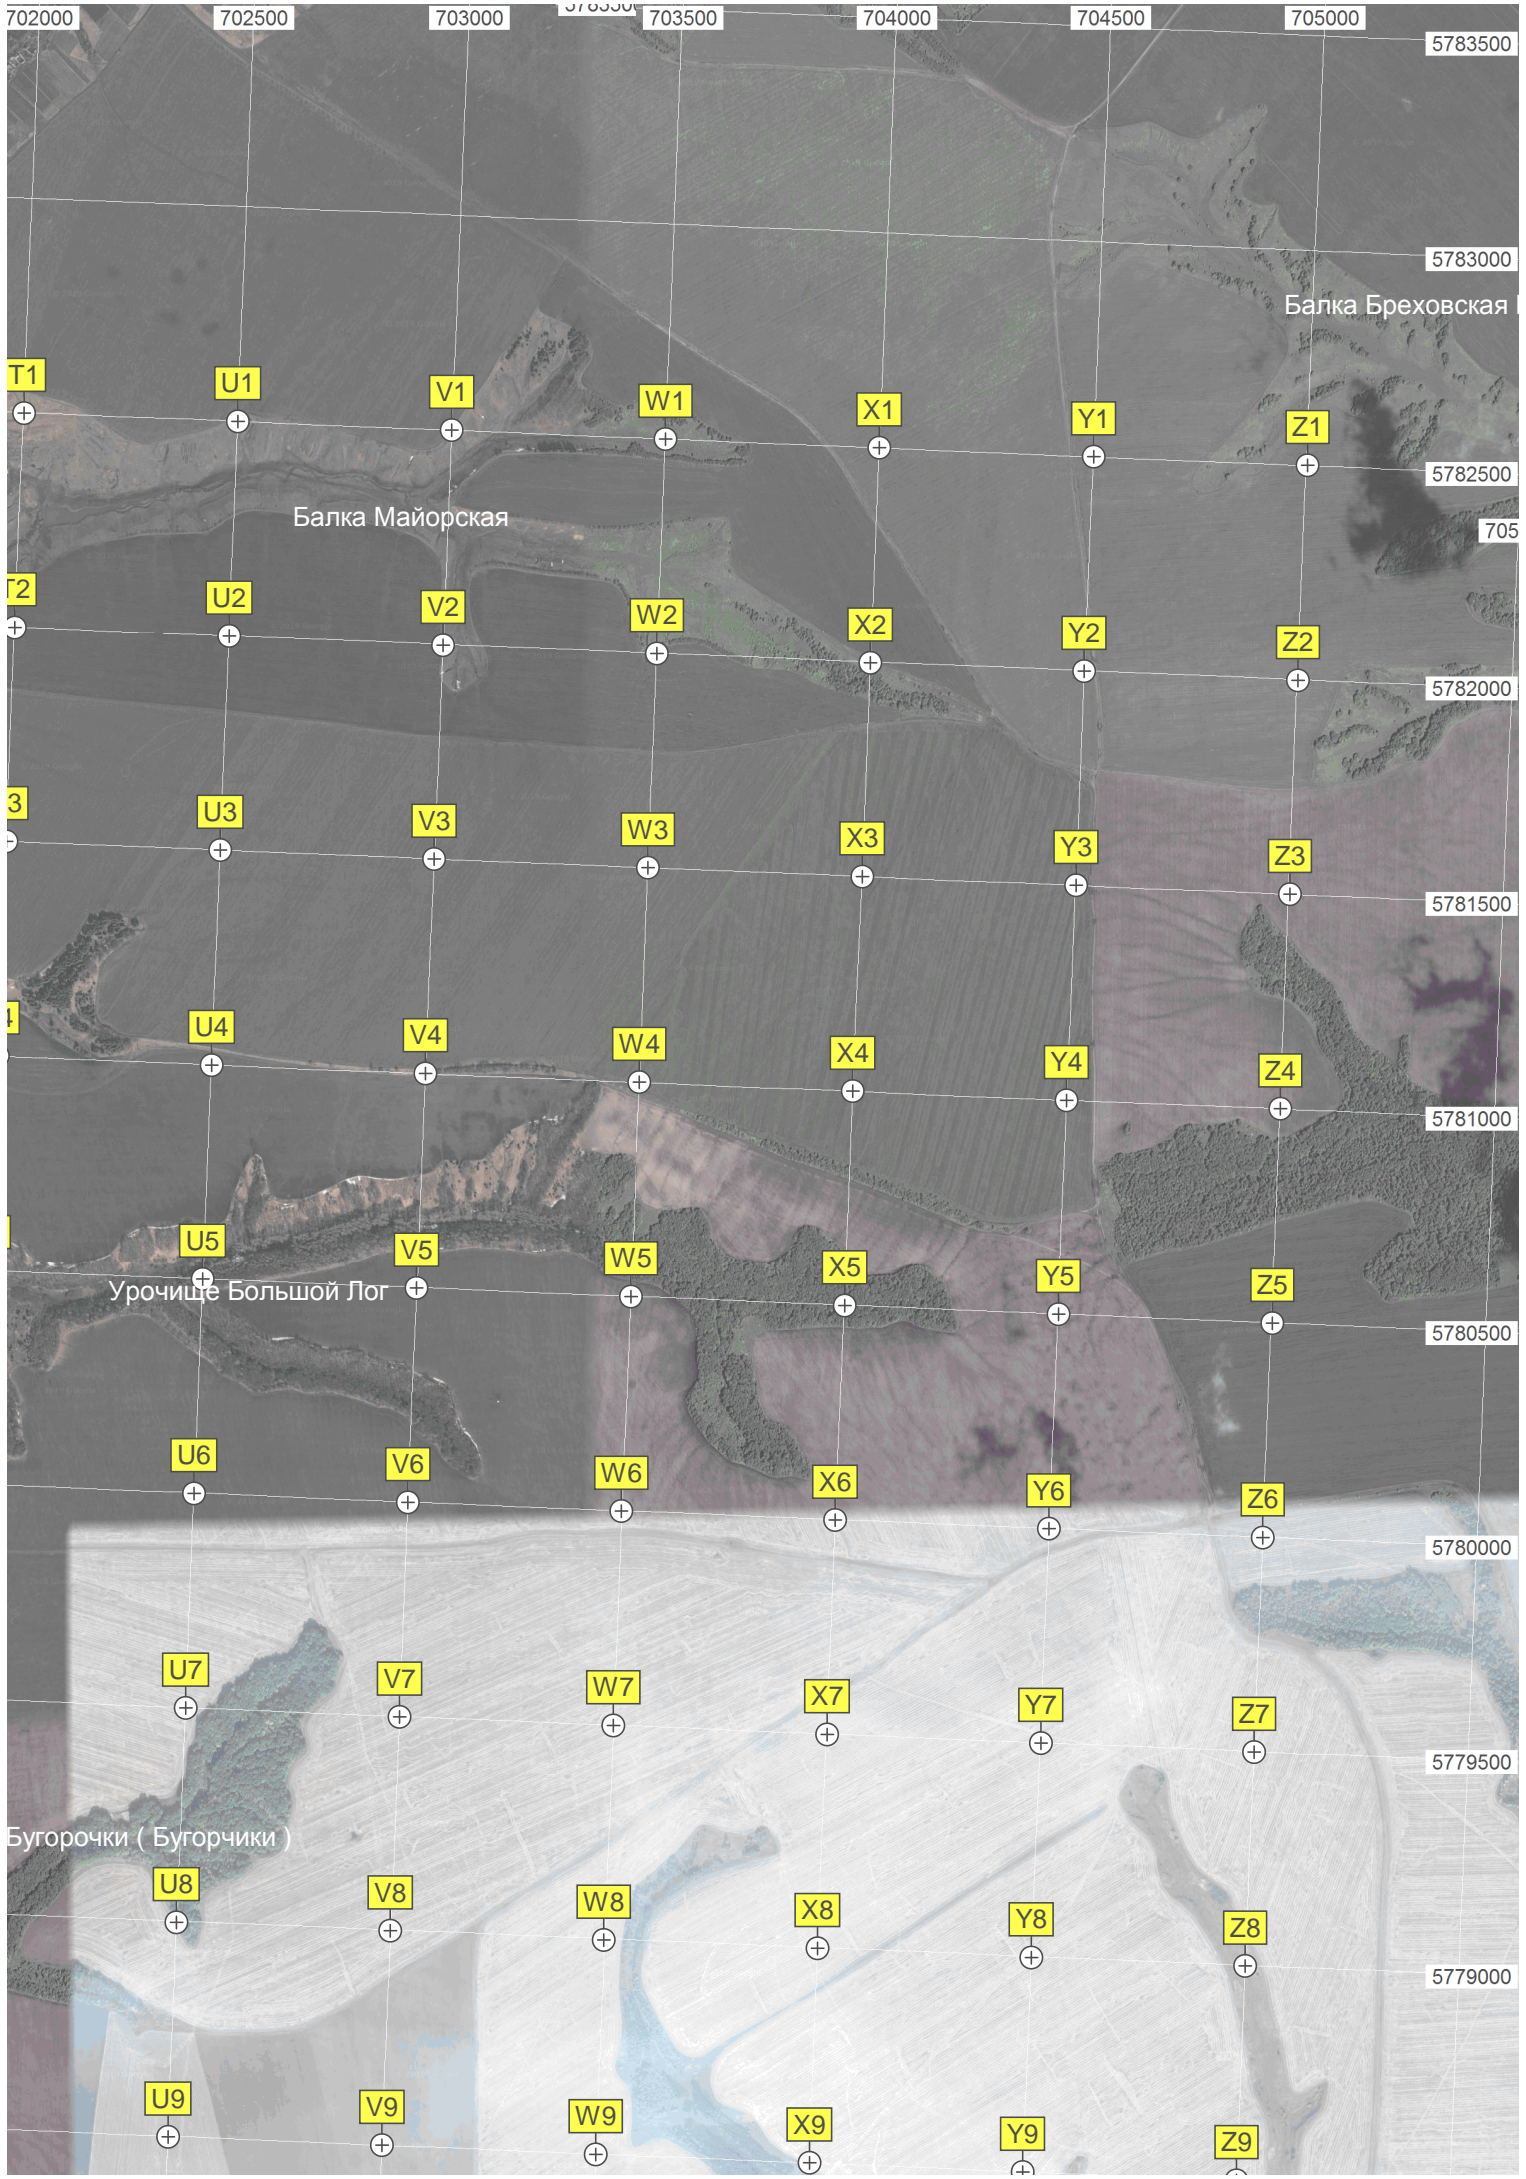 702000 702500 703000 703500 704000 704500 705000
5783500
5783000
Балка Бреховская
T1 U1 V1 W1 X1 Y1 Z1
5782500
Балка Майорская
705
T2 U2 V2 W2 X2 Y2 Z2
5782000
3 U3 V3 W3 X3 Y3 Z3
5781500
4 U4 V4 W4 X4 Y4 Z4
5781000
U5 V5 W5 X5 Y5 Z5
Урочище Большой Лог
5780500
U6 V6 W6 X6 Y6 Z6
5780000
U7 V7 W7 X7 Y7 Z7
5779500
Бугорочки ( Бугорчики )
U8 V8 W8 X8 Y8 Z8
5779000
U9 V9 W9 X9 Y9 Z9